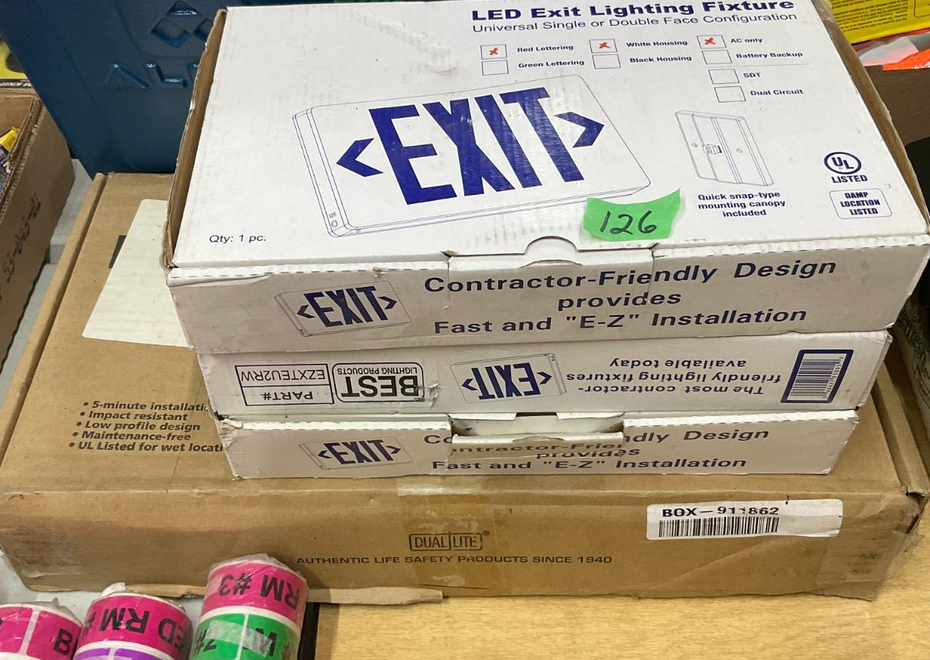 LED Exit Lighting Fixture
Universal Single or Double Face Configuration
Red Lettering
White Housing
AC only
Green Lettering
Black Housing
Battery Backup
SDT
Dual Circuit
EXIT
UL
LISTED
DAMP
LOCATION
LISTED
Quick snap-type
mounting canopy
included
126
Qty: 1 pc.
EXIT
Contractor-Friendly Design
provides
Fast and "E-Z" Installation
The most contractor-
friendly lighting fixtures
available today
EXIT
BEST
LIGHTING PRODUCTS
PART#
EZXTEU2RW
EXIT
Design
provides
Fast and "E-Z" Installation
• 5-minute
• Impact resistant
• Low profile design
• Maintenance-free
• UL Listed for wet
BOX-911862
DUAL LITE
AUTHENTIC LIFE SAFETY PRODUCTS SINCE 1940
RM #3
RM